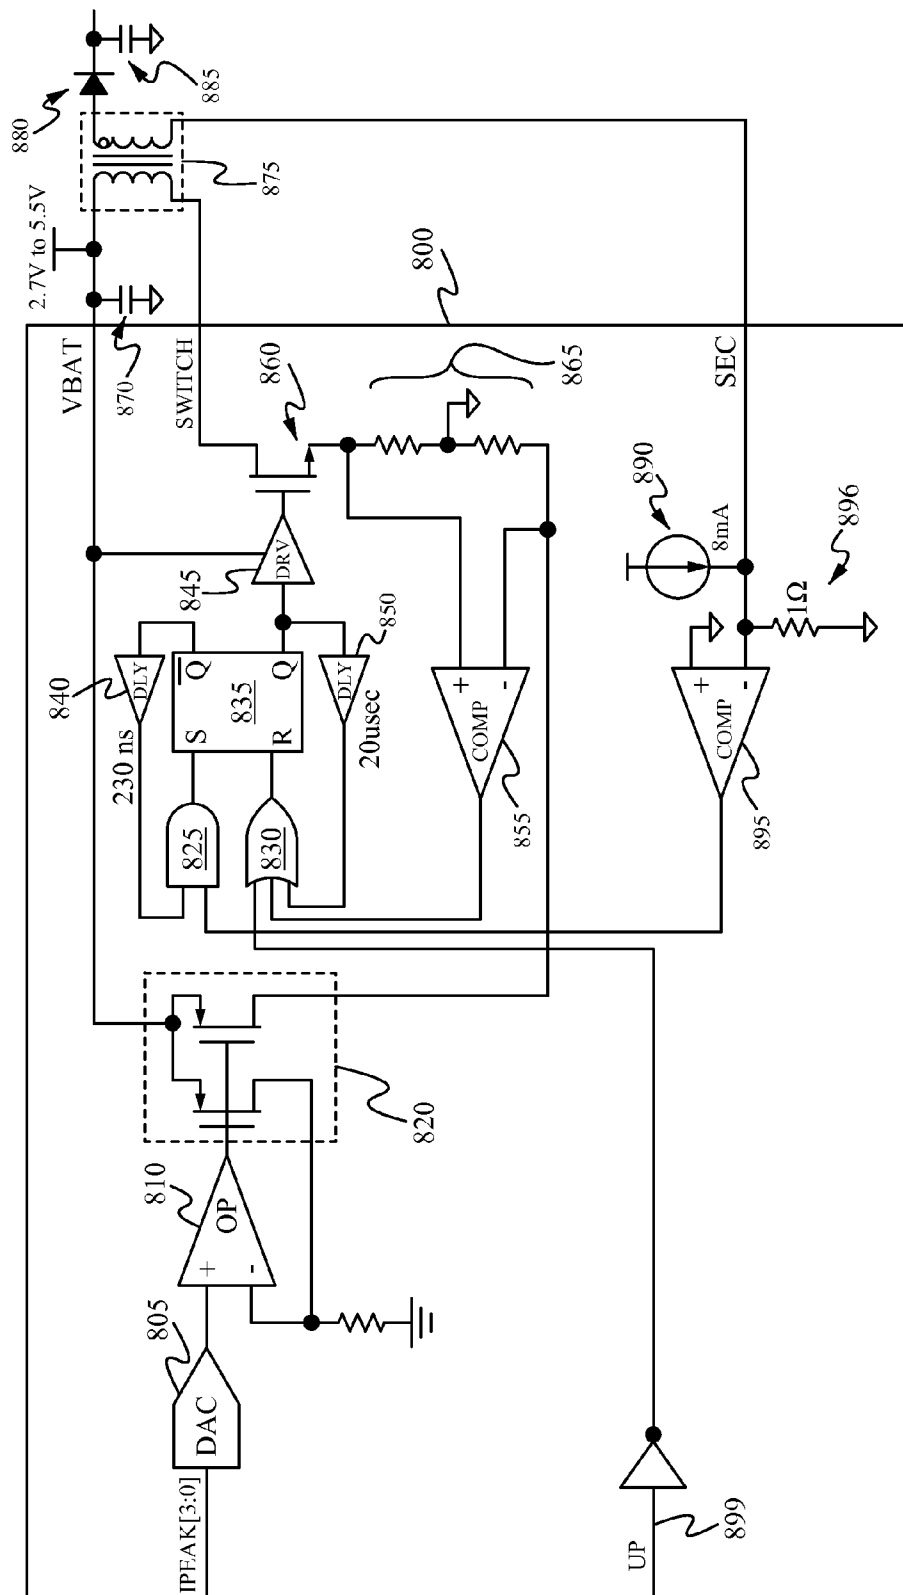 880
885
2.7V to 5.5V
875
800
VBAT
870
SWITCH
860
865
SEC
890
8mA
896
1Ω
845
DRV
850
840
DLY
230 ns
Q
S
835
R
Q
DLY
20usec
+
-
COMP
855
+
-
COMP
895
825
830
820
810
OP
+
-
805
DAC
IPEAK[3:0]
UP
899